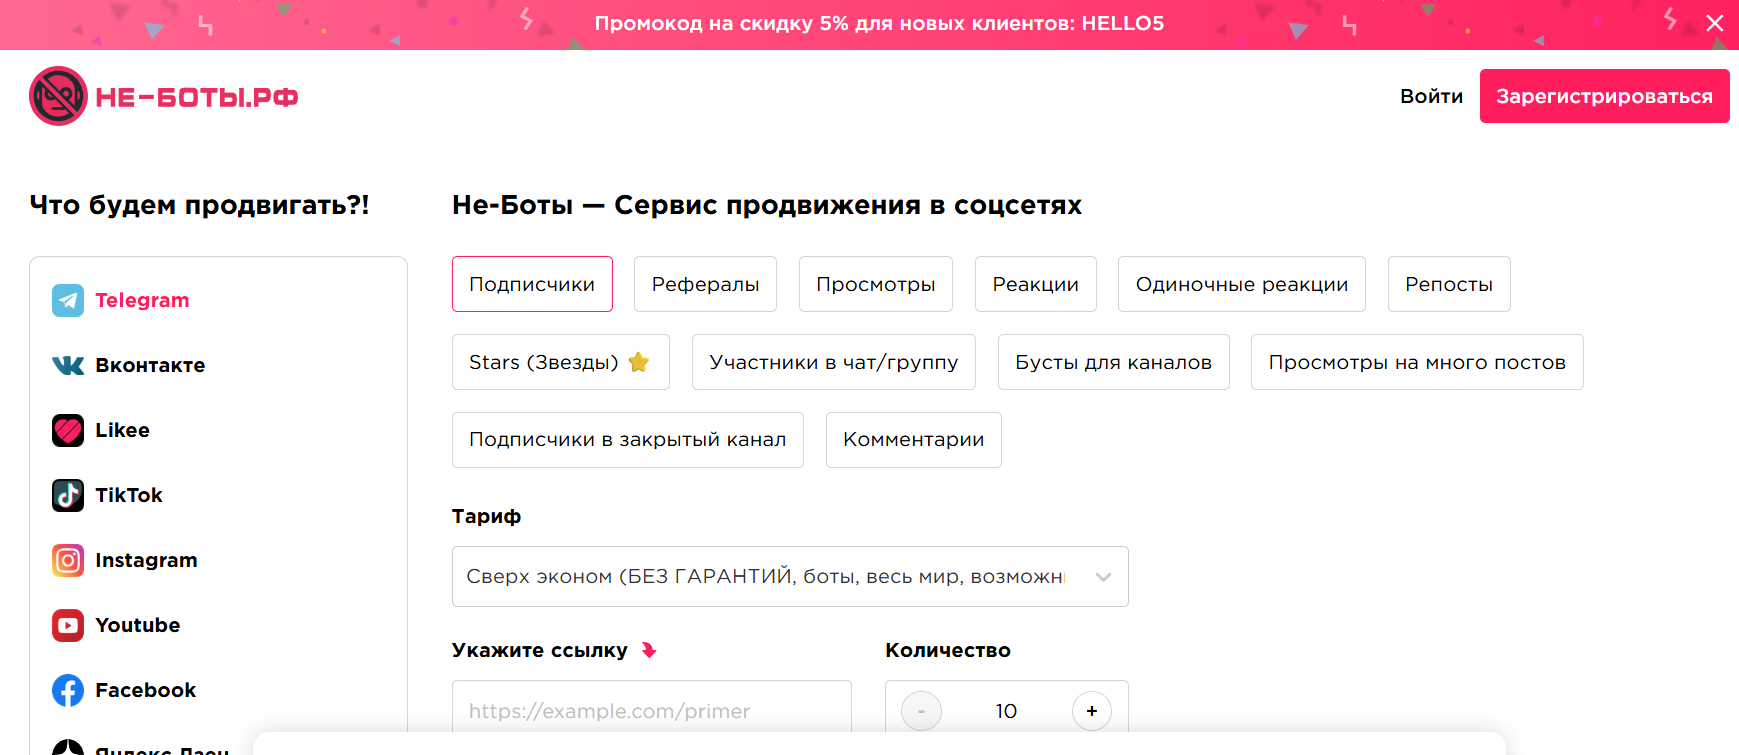 Промокод на скидку 5% для новых клиентов: HELLO5
НЕ-БОТЫ.РФ
Войти
Зарегистрироваться
Что будем продвигать?!
Telegram
Вконтакте
Likee
TikTok
Instagram
Youtube
Facebook
Не-Боты — Сервис продвижения в соцсетях
Подписчики
Рефералы
Просмотры
Реакции
Одиночные реакции
Репосты
Stars (Звезды)
Участники в чат/группу
Бусты для каналов
Просмотры на много постов
Подписчики в закрытый канал
Комментарии
Тариф
Сверх эконом (БЕЗ ГАРАНТИЙ, боты, весь мир,
Укажите ссылку
https://example.com/primer
Количество
-
10
+